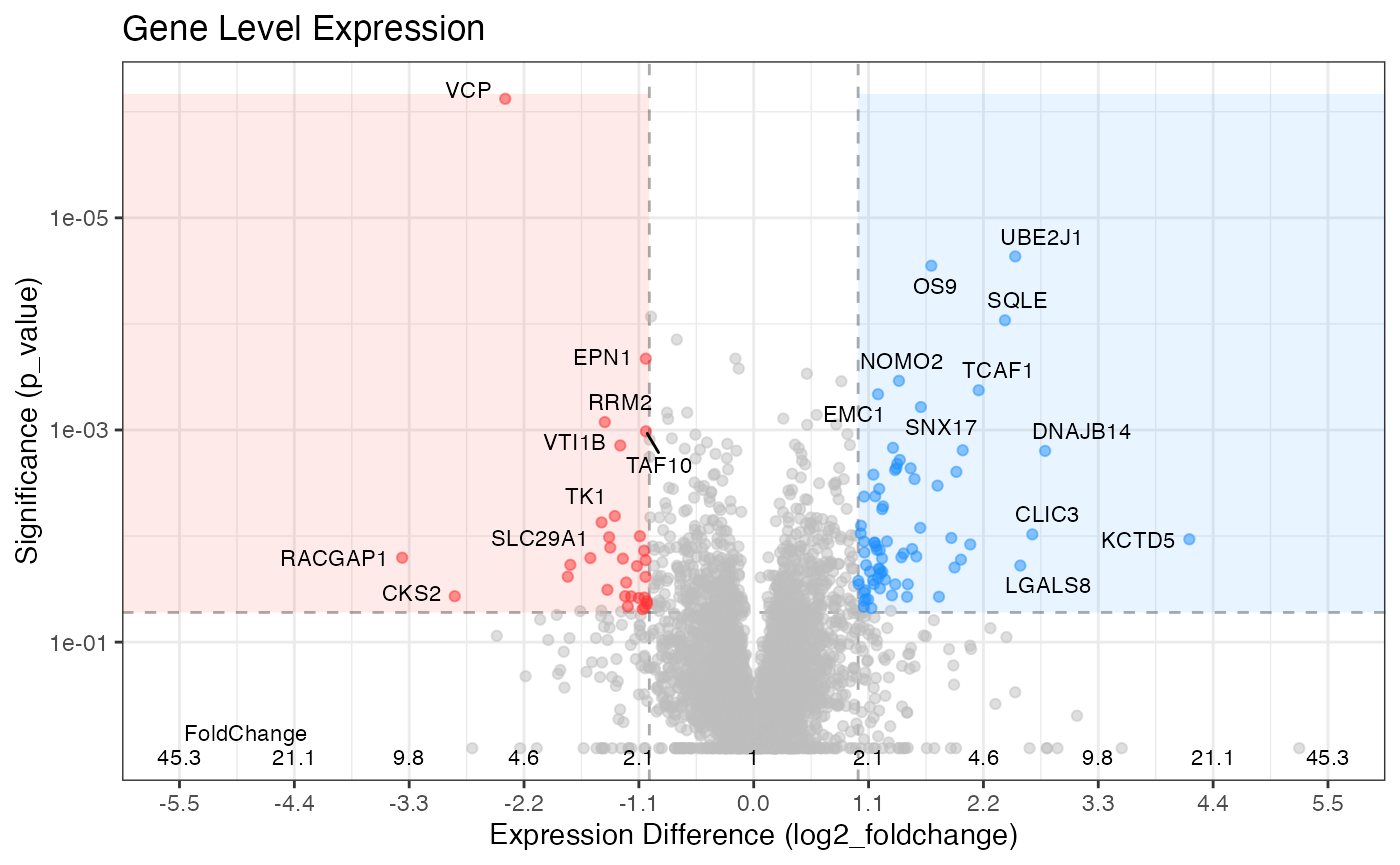 Gene Level Expression
VCP
1e-05
UBE2J1
OS9
SQLE
EPN1
NOMO2
TCAF1
RRM2
EMC1
1e-03
SNX17
DNAJB14
VTI1B
TAF10
TK1
CLIC3
SLC29A1
KCTD5
RACGAP1
LGALS8
CKS2
1e-01
FoldChange
45.3 21.1 9.8 4.6 2.1 1 2.1 4.6 9.8 21.1 45.3
-5.5 -4.4 -3.3 -2.2 -1.1 0.0 1.1 2.2 3.3 4.4 5.5
Expression Difference (log2_foldchange)
Significance (p_value)